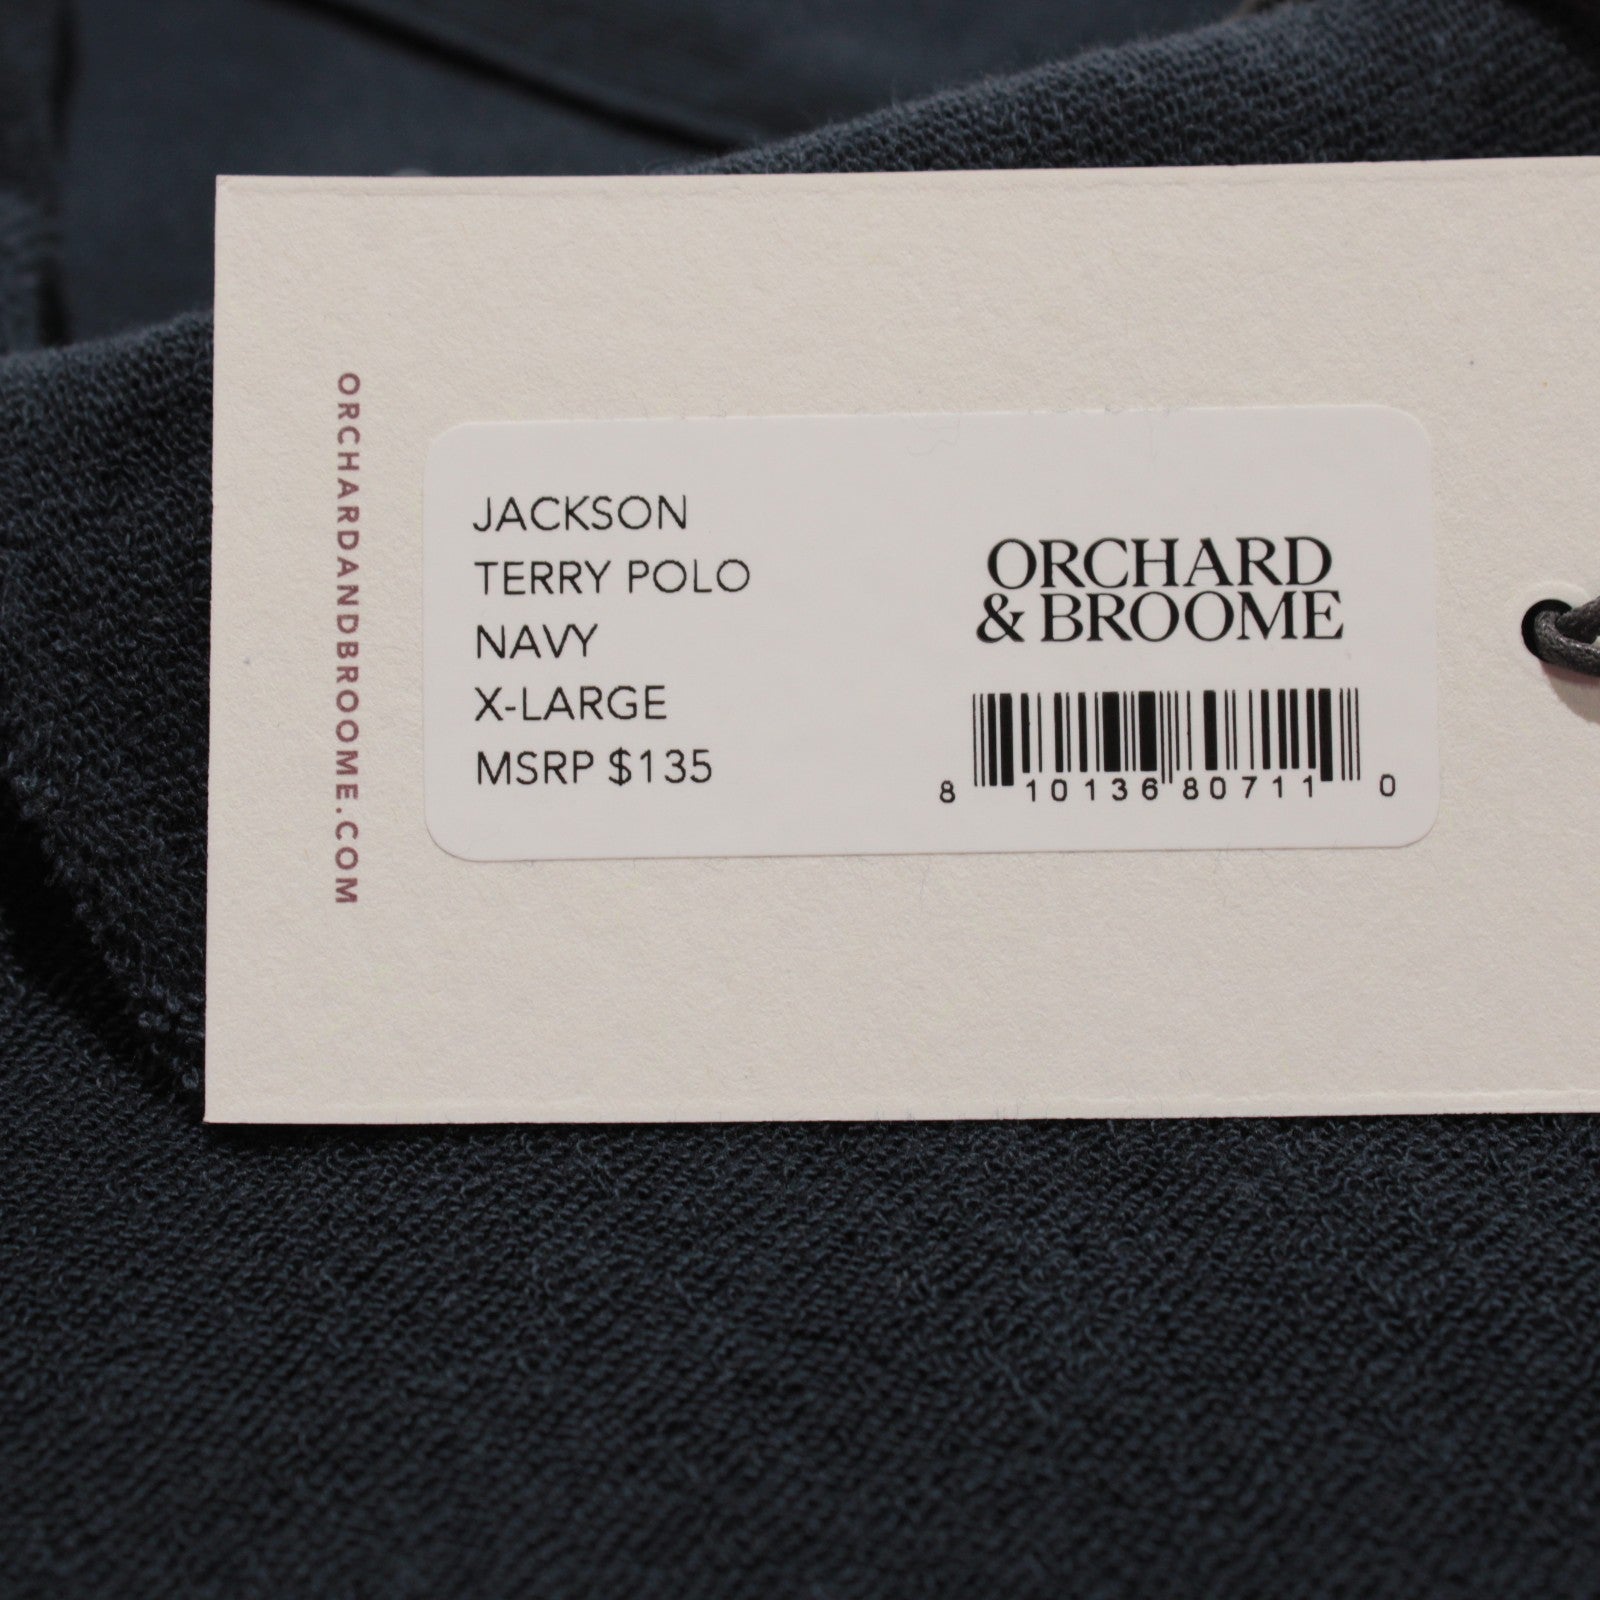 ORCHARDANDBROOME.COM
JACKSON
TERRY POLO
NAVY
X-LARGE
MSRP $135
ORCHARD
& BROOME
8 10136 80711 0